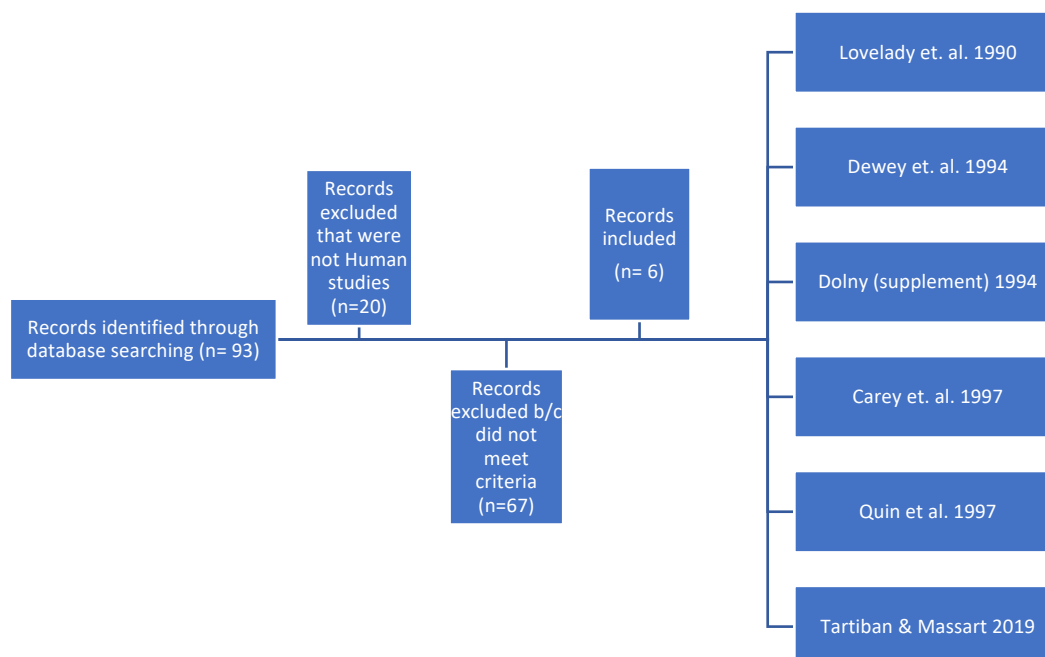 Records identified through
database searching (n= 93)
Records
excluded
that were
not Human
studies
(n=20)
Records
excluded b/c
did not
meet
criteria
(n=67)
Records
included
(n= 6)
Lovelady et. al. 1990
Dewey et. al. 1994
Dolny (supplement) 1994
Carey et. al. 1997
Quin et al. 1997
Tartiban & Massart 2019